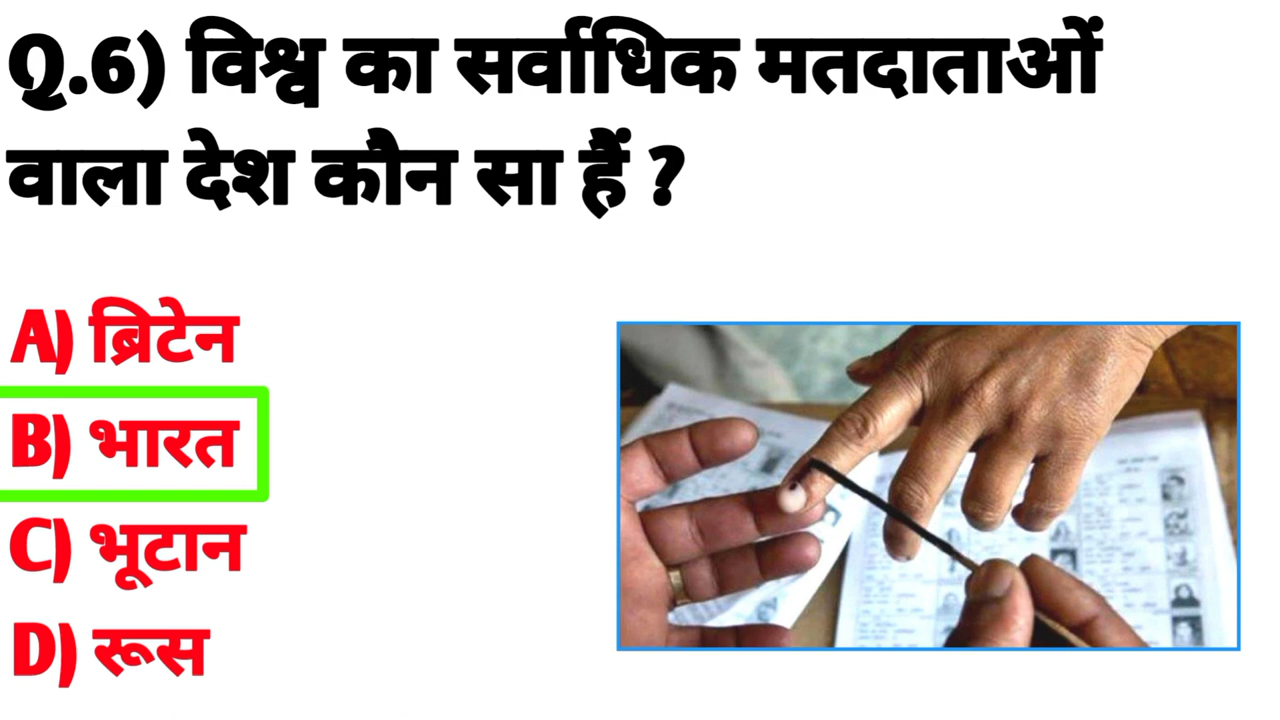 Q.6) विश्व का सर्वाधिक मतदाताओं
वाला देश कौन सा हैं ?
A) ब्रिटेन
B) भारत
C) भूटान
D) रूस